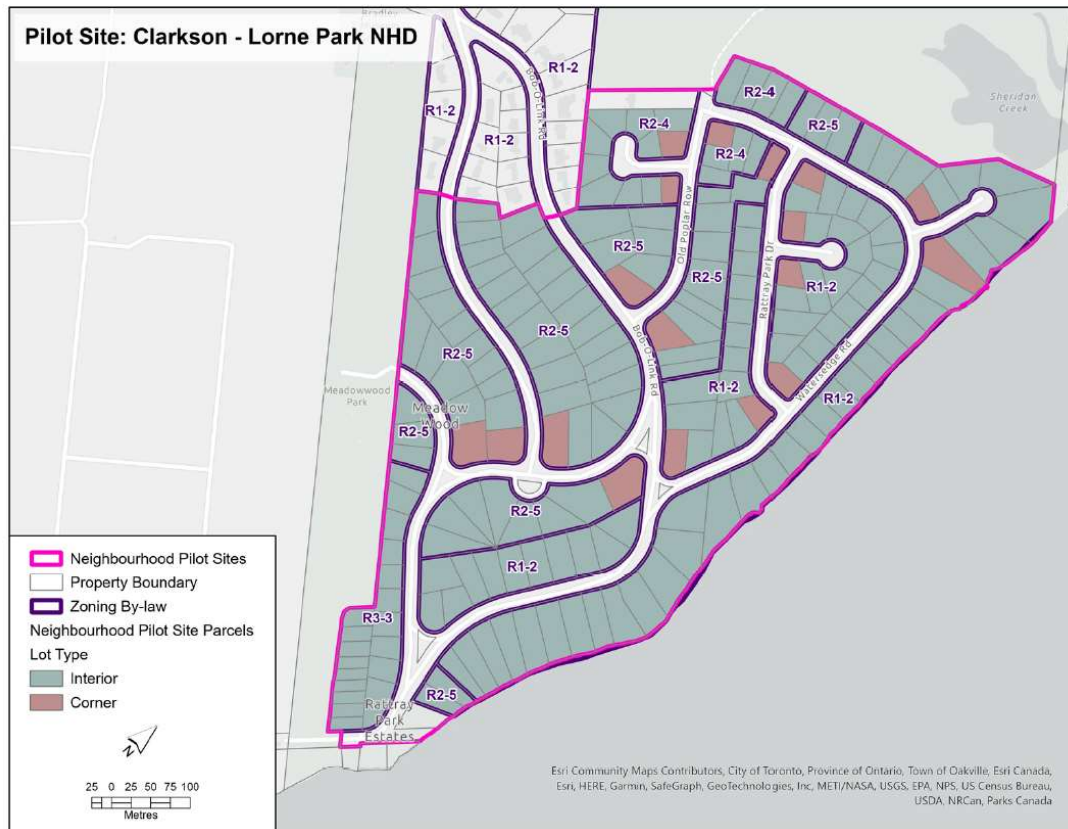 Pilot Site: Clarkson - Lorne Park NHD
R1-2
Bob-O-Link Rd
R1-2
R1-2
R2-4
R2-4
R2-5
R2-4
Sheridan
Creek
Old Poplar Row
R2-5
R2-5
Rattray Park Dr
R1-2
R2-5
R2-5
Bob-O-Link Rd
R1-2
Watersedge Rd
R1-2
Meadowwood
Park
Meadow
Wood
R2-5
R2-5
R1-2
R3-3
R2-5
Rattray
Park
Estates
Neighbourhood Pilot Sites
Property Boundary
Zoning By-law
Neighbourhood Pilot Site Parcels
Lot Type
Interior
Corner
N
25 0 25 50 75 100
Metres
Esri Community Maps Contributors, City of Toronto, Province of Ontario, Town of Oakville, Esri Canada,
Esri, HERE, Garmin, SafeGraph, GeoTechnologies, Inc, METI/NASA, USGS, EPA, NPS, US Census Bureau,
USDA, NRCan, Parks Canada